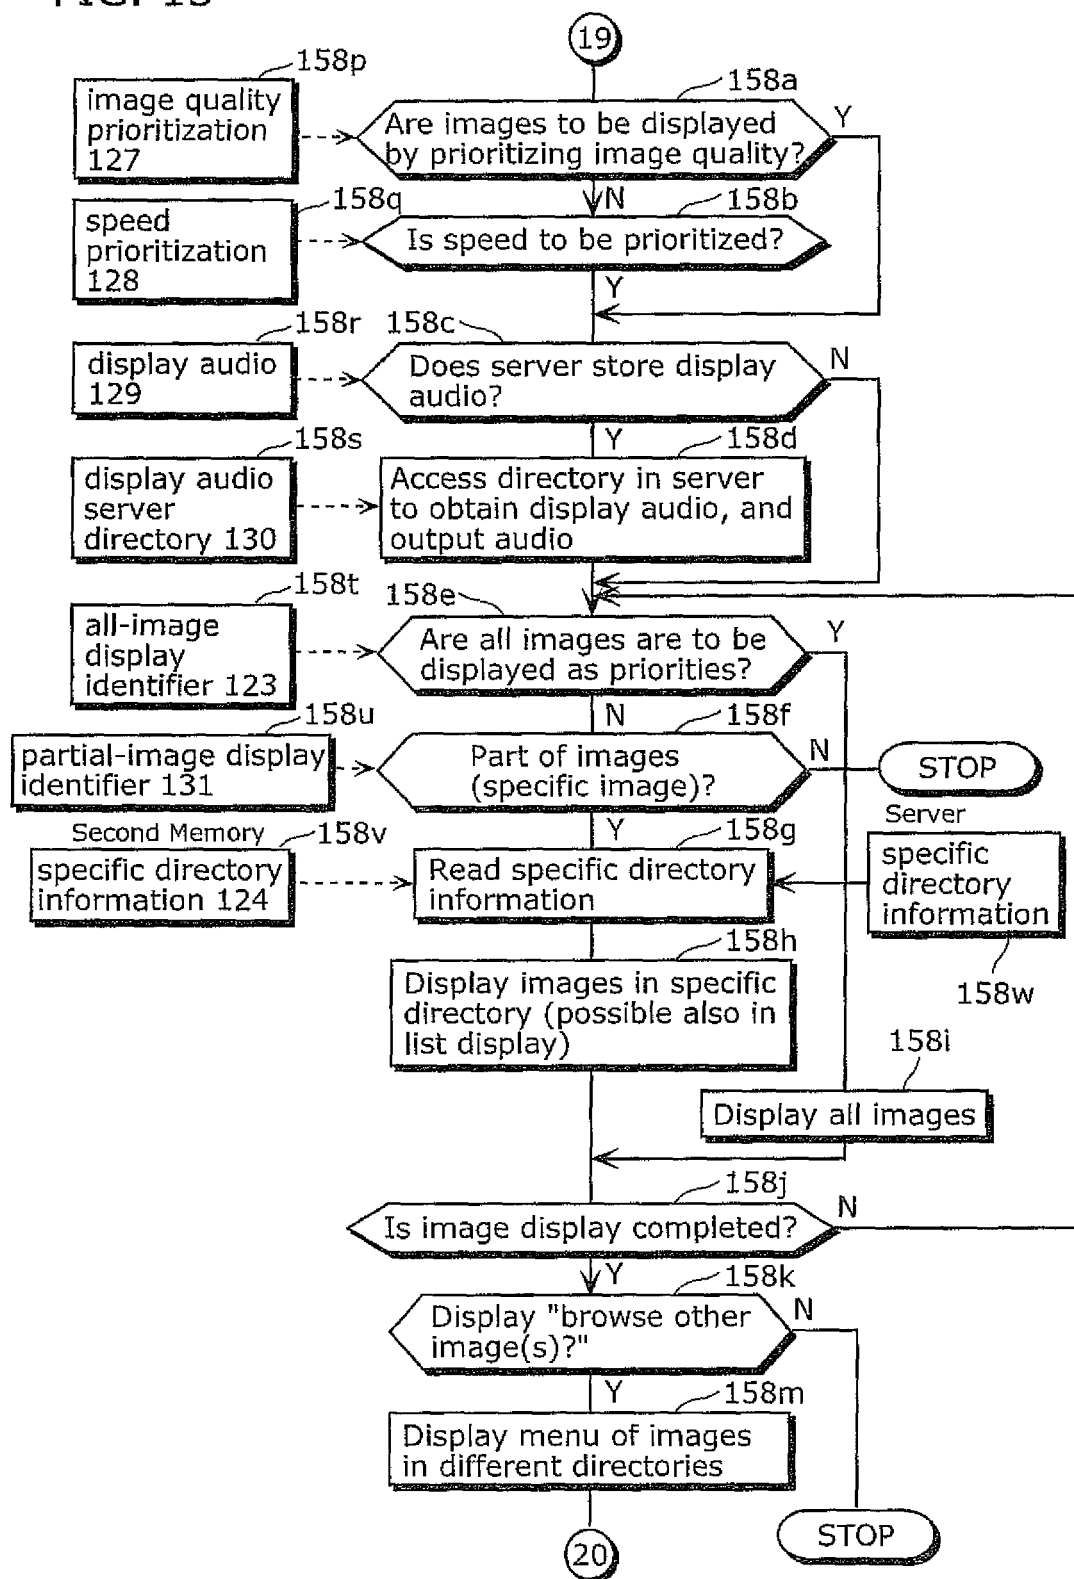 19
158p
image quality
prioritization
127
158a
Are images to be displayed
by prioritizing image quality?
Y
N
158q
speed
prioritization
128
158b
Is speed to be prioritized?
Y
158r
display audio
129
158c
Does server store display
audio?
N
Y
158s
display audio
server
directory 130
158d
Access directory in server
to obtain display audio, and
output audio
158t
all-image
display
identifier 123
158e
Are all images are to be
displayed as priorities?
Y
N
158u
partial-image display
identifier 131
158f
Part of images
(specific image)?
N
STOP
Y
Second Memory
158v
specific directory
information 124
158g
Read specific directory
information
Server
specific
directory
information
158w
158h
Display images in specific
directory (possible also in
list display)
158i
Display all images
158j
Is image display completed?
N
Y
158k
Display "browse other
image(s)?"
N
Y
158m
Display menu of images
in different directories
STOP
20